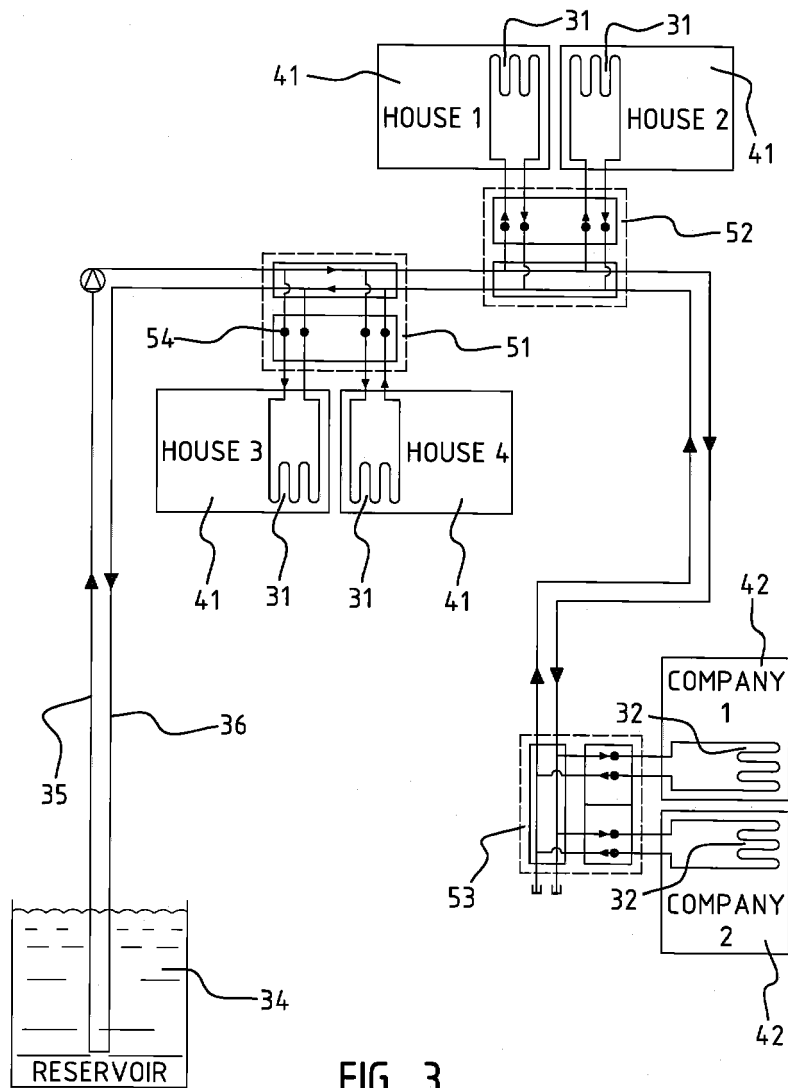 31
31
41
HOUSE 1
HOUSE 2
41
52
54
51
HOUSE 3
HOUSE 4
41
31
31
41
42
COMPANY
1
32
36
35
53
32
COMPANY
2
34
42
RESERVOIR
FIG. 3